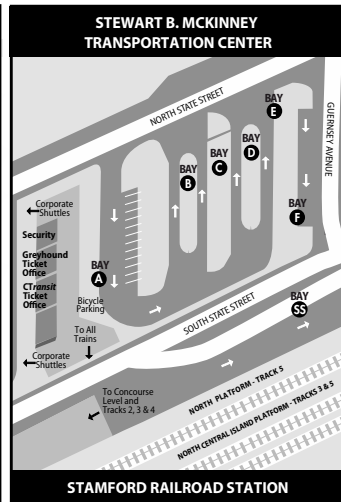 STEWART B. MCKINNEY
TRANSPORTATION CENTER
NORTH STATE STREET
GUERNSEY AVENUE
BAY
E
BAY
D
BAY
C
BAY
B
BAY
F
BAY
A
Corporate
Shuttles
Security
Greyhound
Ticket
Office
CTransit
Ticket
Office
Bicycle
Parking
To All
Trains
Corporate
Shuttles
SOUTH STATE STREET
BAY
SS
To Concourse
Level and
Tracks 2, 3 & 4
NORTH PLATFORM - TRACK 5
NORTH CENTRAL ISLAND PLATFORM - TRACKS 3 & 5
STAMFORD RAILROAD STATION